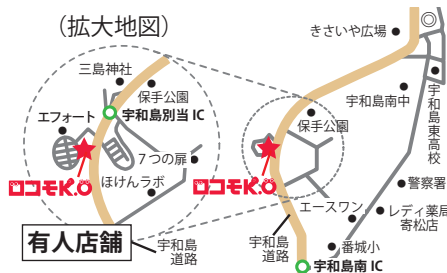 (拡大地図)
きさいや広場
三島神社
保手公園
宇和島別当 IC
エフォート
宇和島南中
宇和島東高校
保手公園
7つの扉
ロコモK.O
ほけんラボ
ロコモK.O
警察署
エースワン
レディ薬局
寄松店
有人店舗
宇和島
道路
宇和島
道路
番城小
宇和島南 IC